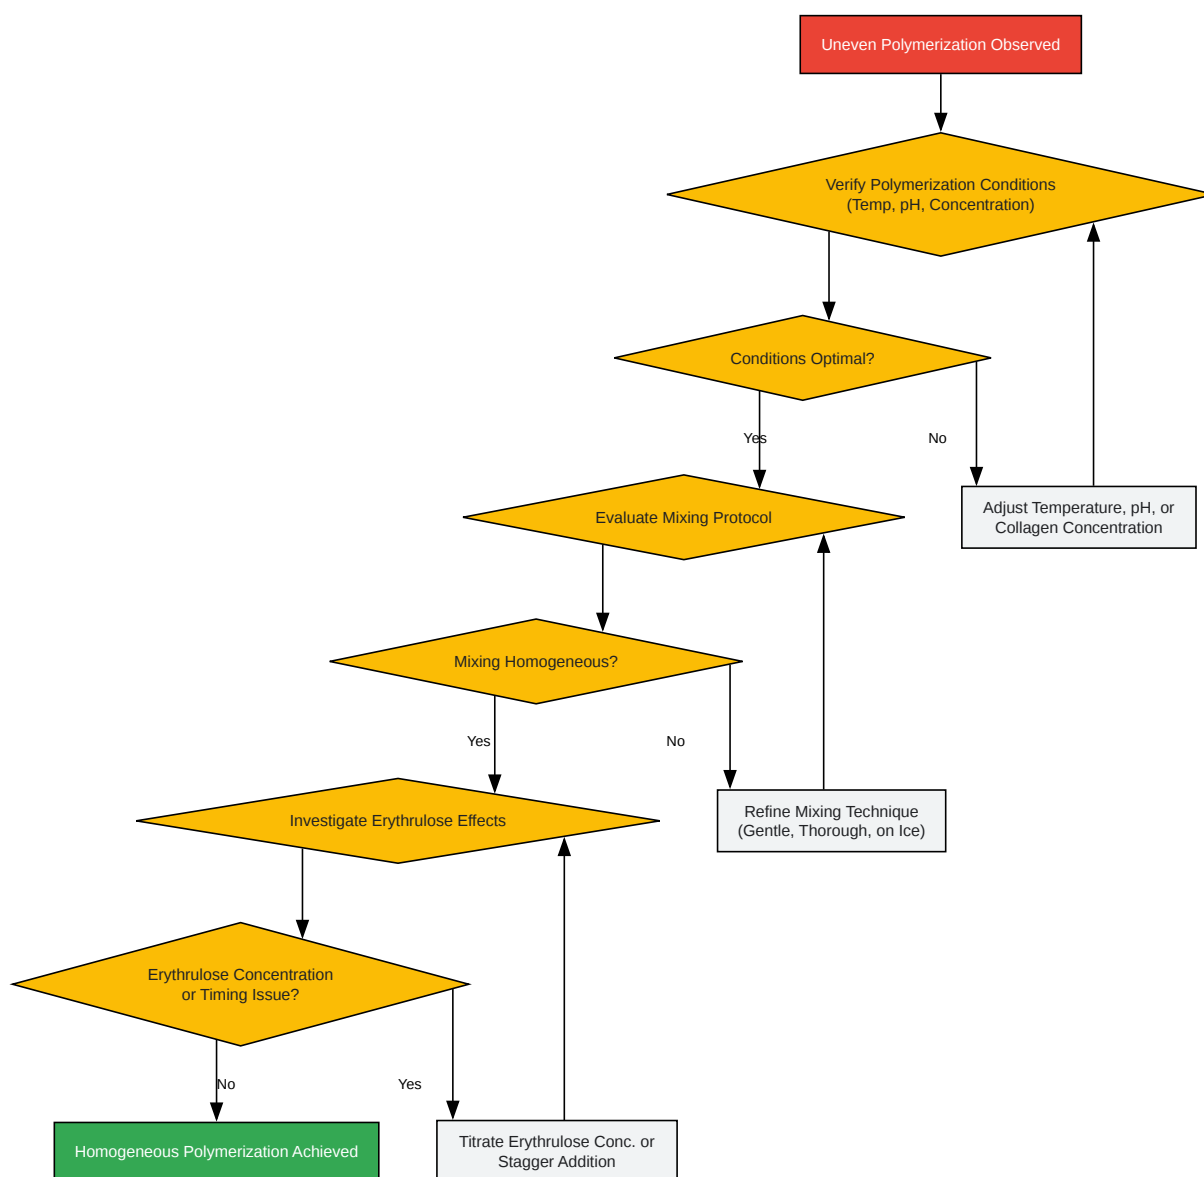 Uneven Polymerization Observed
Verify Polymerization Conditions
(Temp, pH, Concentration)
Conditions Optimal?
Yes
No
Adjust Temperature, pH, or
Collagen Concentration
Evaluate Mixing Protocol
Mixing Homogeneous?
Yes
No
Refine Mixing Technique
(Gentle, Thorough, on Ice)
Investigate Erythrulose Effects
Erythrulose Concentration
or Timing Issue?
No
Yes
Homogeneous Polymerization Achieved
Titrate Erythrulose Conc. or
Stagger Addition